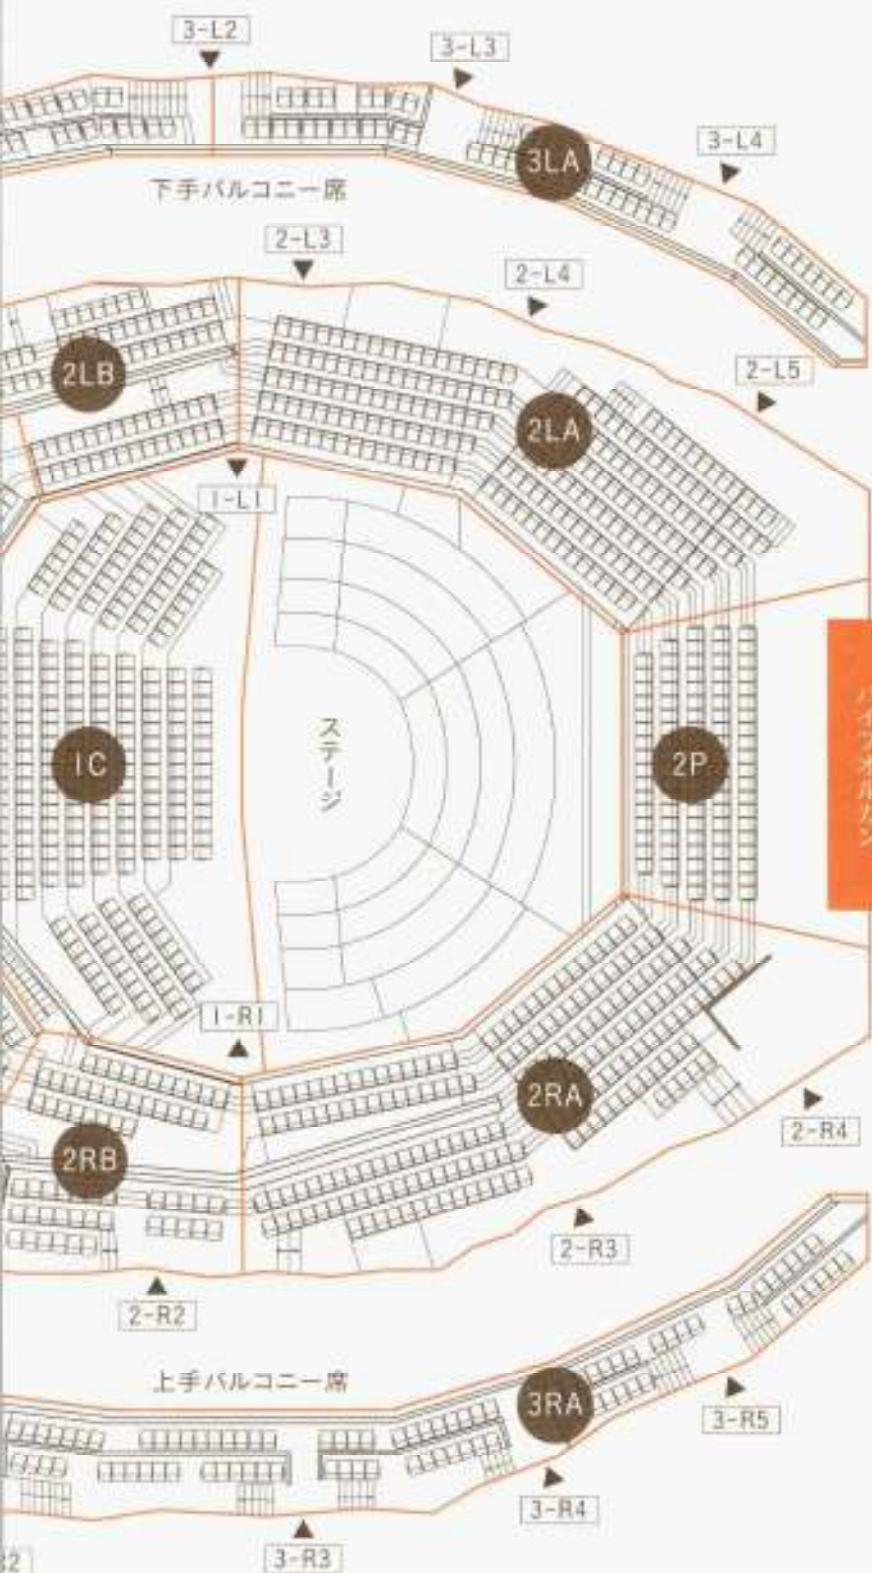 3-L2
3-L3
3-L4
3LA
下手バルコニー席
2-L3
2-L4
2-L5
2LB
2LA
1-L1
1C
ステージ
2P
パイプオルガン
1-R1
2RA
2RB
2-R4
2-R3
2-R2
上手バルコニー席
3RA
3-R5
3-R4
3-R3